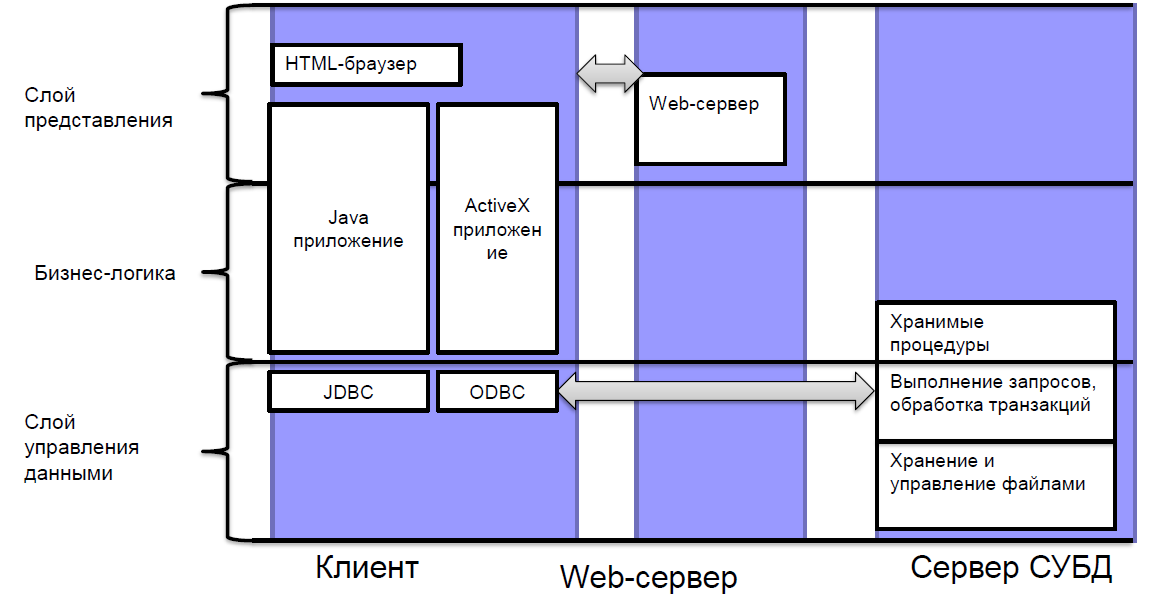 HTML-браузер
Web-сервер
Слой
представления
Java
приложение
ActiveX
приложен
ие
Бизнес-логика
Хранимые
процедуры
JDBC
ODBC
Выполнение запросов,
обработка транзакций
Слой
управления
данными
Хранение и
управление файлами
Клиент
Web-сервер
Сервер СУБД